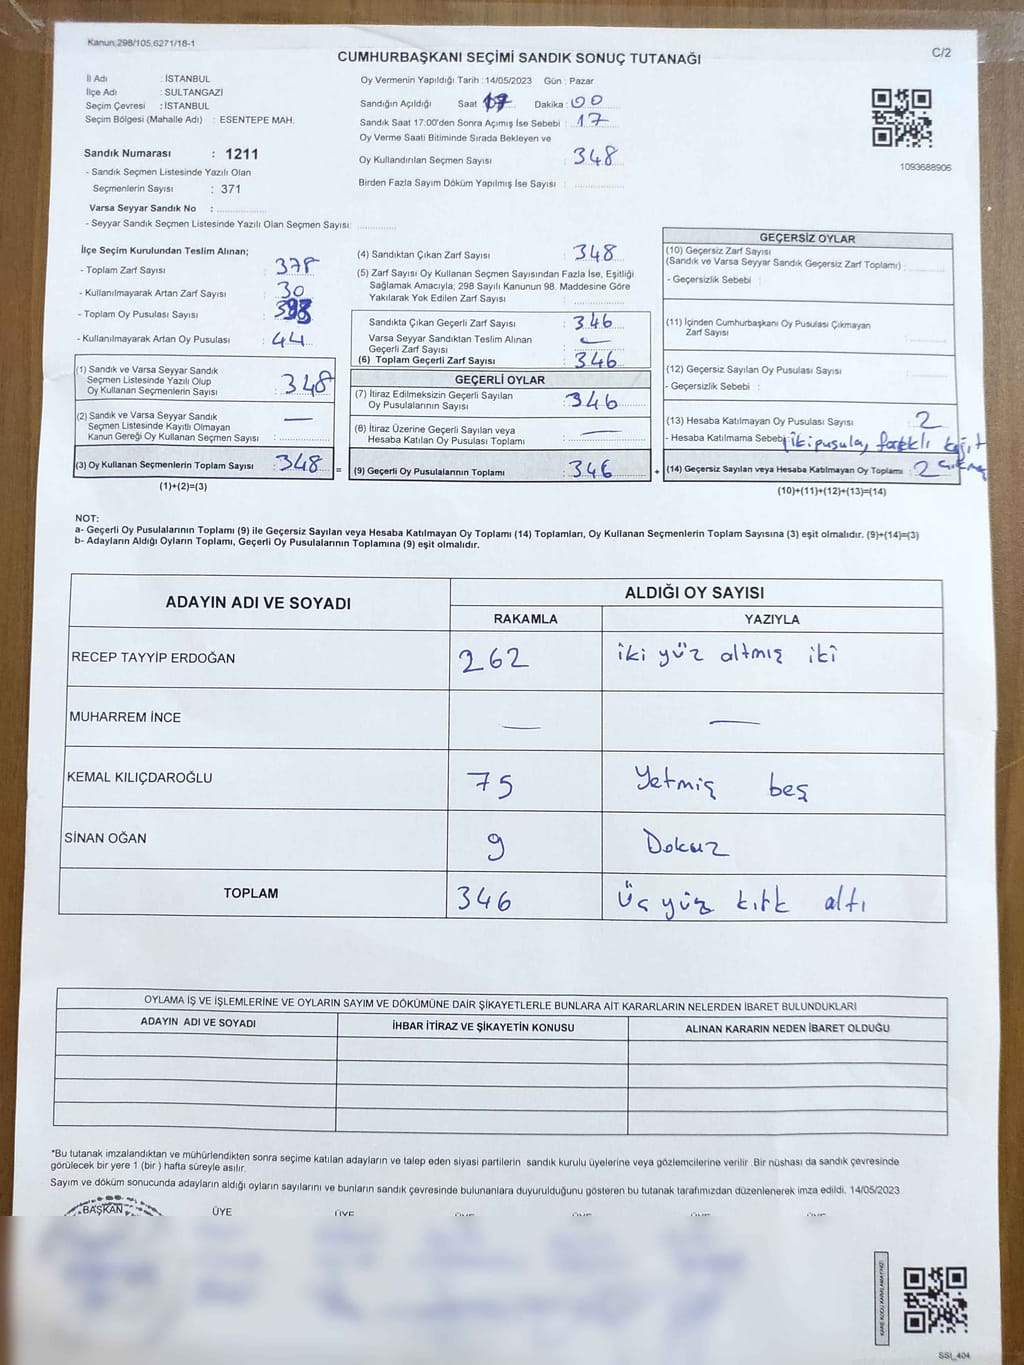 Kanun:298/105,6271/18-1
C/2
CUMHURBAŞKANI SEÇİMİ SANDIK SONUÇ TUTANAĞI
İl Adı : İSTANBUL
İlçe Adı : SULTANGAZİ
Seçim Çevresi : İSTANBUL
Seçim Bölgesi (Mahalle Adı) : ESENTEPE MAH.
Sandık Numarası : 1211
- Sandık Seçmen Listesinde Yazılı Olan
Seçmenlerin Sayısı : 371
Varsa Seyyar Sandık No :
- Seyyar Sandık Seçmen Listesinde Yazılı Olan Seçmen Sayısı:
Oy Vermenin Yapıldığı Tarih :14/05/2023 Gün : Pazar
Sandığın Açıldığı Saat 17 Dakika : 00
Sandık Saat 17:00'den Sonra Açımış İse Sebebi : 17
Oy Verme Saati Bitiminde Sırada Bekleyen ve
Oy Kullandırılan Seçmen Sayısı : 348
Birden Fazla Sayım Döküm Yapılmış İse Sayısı :
1093688906
İlçe Seçim Kurulundan Teslim Alınan;
- Toplam Zarf Sayısı : 378
- Kullanılmayarak Artan Zarf Sayısı : 30
- Toplam Oy Pusulası Sayısı :
- Kullanılmayarak Artan Oy Pusulası : 44
(1) Sandık ve Varsa Seyyar Sandık
Seçmen Listesinde Yazılı Olup
Oy Kullanan Seçmenlerin Sayısı : 348
(2) Sandık ve Varsa Seyyar Sandık
Seçmen Listesinde Kayıtlı Olmayan
Kanun Gereği Oy Kullanan Seçmen Sayısı : —
(3) Oy Kullanan Seçmenlerin Toplam Sayısı : 348 =
(1)+(2)=(3)
(4) Sandıktan Çıkan Zarf Sayısı : 348
(5) Zarf Sayısı Oy Kullanan Seçmen Sayısından Fazla İse, Eşitliği
Sağlamak Amacıyla; 298 Sayılı Kanunun 98. Maddesine Göre
Yakılarak Yok Edilen Zarf Sayısı :
Sandıkta Çıkan Geçerli Zarf Sayısı : 346
Varsa Seyyar Sandıktan Teslim Alınan
Geçerli Zarf Sayısı : —
(6) Toplam Geçerli Zarf Sayısı : 346
GEÇERLİ OYLAR
(7) İtiraz Edilmeksizin Geçerli Sayılan
Oy Pusulalarının Sayısı : 346
(8) İtiraz Üzerine Geçerli Sayılan veya
Hesaba Katılan Oy Pusulası Toplamı : —
(9) Geçerli Oy Pusulalarının Toplamı : 346 +
GEÇERSİZ OYLAR
(10) Geçersiz Zarf Sayısı
(Sandık ve Varsa Seyyar Sandık Geçersiz Zarf Toplamı) :
- Geçersizlik Sebebi :
(11) İçinden Cumhurbaşkanı Oy Pusulası Çıkmayan
Zarf Sayısı :
(12) Geçersiz Sayılan Oy Pusulası Sayısı :
- Geçersizlik Sebebi :
(13) Hesaba Katılmayan Oy Pusulası Sayısı : 2
- Hesaba Katılmama Sebebi : iki pusula, farklı kağıt
(14) Geçersiz Sayılan veya Hesaba Katılmayan Oy Toplamı : 2
(10)+(11)+(12)+(13)=(14)
NOT:
a- Geçerli Oy Pusulalarının Toplamı (9) ile Geçersiz Sayılan veya Hesaba Katılmayan Oy Toplamı (14) Toplamları, Oy Kullanan Seçmenlerin Toplam Sayısına (3) eşit olmalıdır. (9)+(14)=(3)
b- Adayların Aldığı Oyların Toplamı, Geçerli Oy Pusulalarının Toplamına (9) eşit olmalıdır.
ADAYIN ADI VE SOYADI
ALDIĞI OY SAYISI
RAKAMLA YAZIYLA
RECEP TAYYİP ERDOĞAN 262 iki yüz altmış iki
MUHARREM İNCE — —
KEMAL KILIÇDAROĞLU 75 Yetmiş beş
SİNAN OĞAN 9 Dokuz
TOPLAM 346 Üç yüz kırk altı
OYLAMA İŞ VE İŞLEMLERİNE VE OYLARIN SAYIM VE DÖKÜMÜNE DAİR ŞİKAYETLERLE BUNLARA AİT KARARLARIN NELERDEN İBARET BULUNDUKLARI
ADAYIN ADI VE SOYADI İHBAR İTİRAZ VE ŞİKAYETİN KONUSU ALINAN KARARIN NEDEN İBARET OLDUĞU
*Bu tutanak imzalandıktan ve mühürlendikten sonra seçime katılan adayların ve talep eden siyasi partilerin sandık kurulu üyelerine veya gözlemcilerine verilir .Bir nüshası da sandık çevresinde
görülecek bir yere 1 (bir ) hafta süreyle asılır.
Sayım ve döküm sonucunda adayların aldığı oyların sayılarını ve bunların sandık çevresinde bulunanlara duyurulduğunu gösteren bu tutanak tarafımızdan düzenlenerek imza edildi. 14/05/2023
BAŞKAN ÜYE ÜYE ÜYE ÜYE ÜYE ÜYE
SSI_404